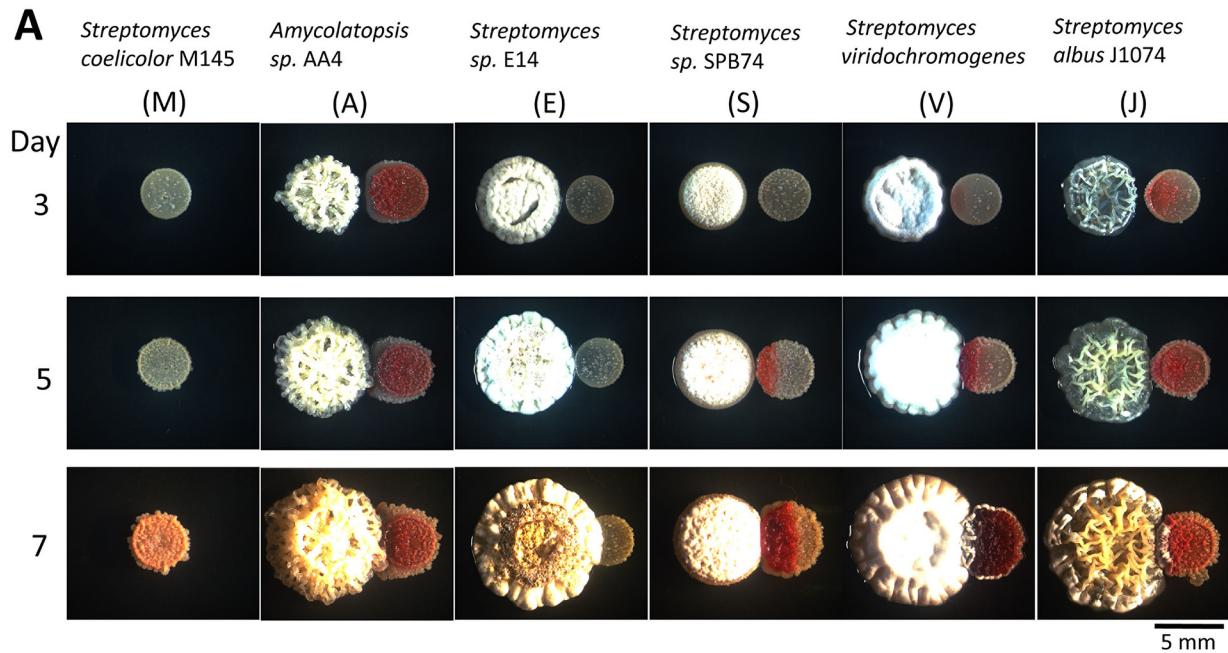 A
Streptomyces
coelicolor M145
(M)
Amycolatopsis
sp. AA4
(A)
Streptomyces
sp. E14
(E)
Streptomyces
sp. SPB74
(S)
Streptomyces
viridochromogenes
(V)
Streptomyces
albus J1074
(J)
Day
3
5
7
5 mm